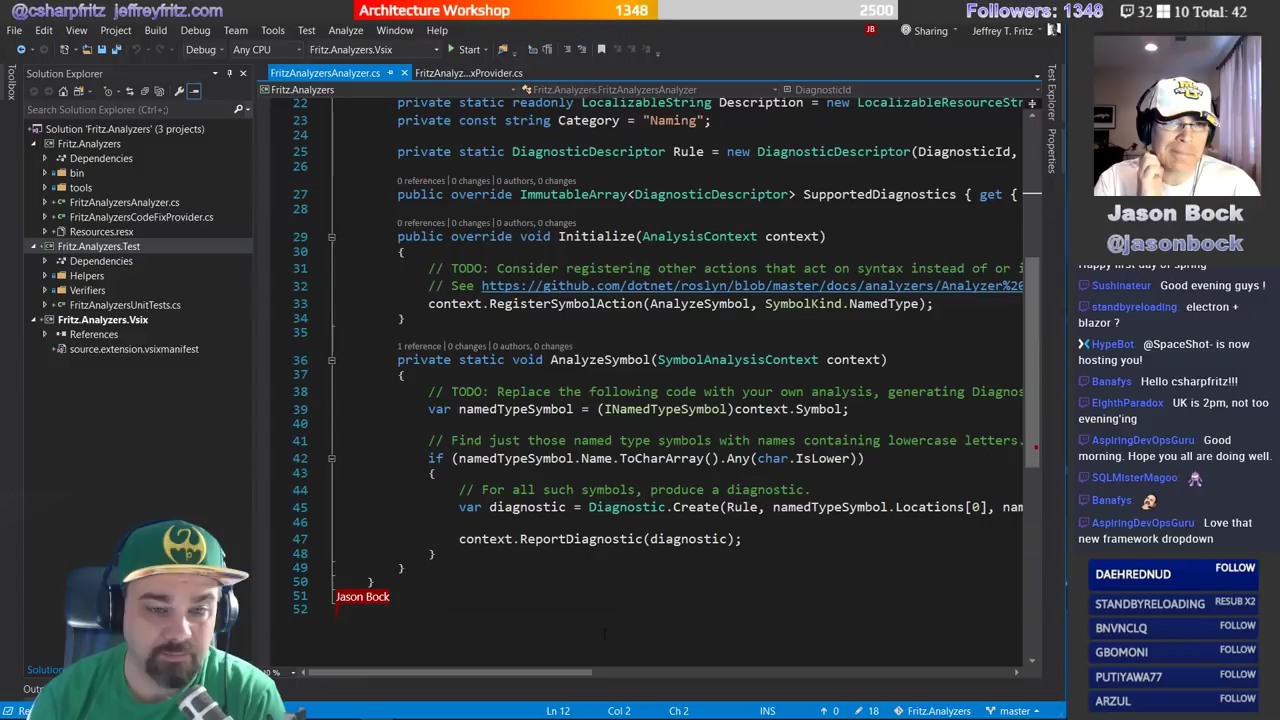 @csharpfritz jeffreyfritz.com
Architecture Workshop 1348 2500
Followers: 1348 32 10 Total: 42
File Edit View Project Build Debug Team Tools Test Analyze Window Help
JB Sharing Jeffrey T. Fritz
Debug Any CPU Fritz.Analyzers.Vsix Start
Toolbox
Solution Explorer
Search Solution Explorer (Ctrl+;)
Solution 'Fritz.Analyzers' (3 projects)
Fritz.Analyzers
Dependencies
bin
tools
FritzAnalyzersAnalyzer.cs
FritzAnalyzersCodeFixProvider.cs
Resources.resx
Fritz.Analyzers.Test
Dependencies
Helpers
Verifiers
FritzAnalyzersUnitTests.cs
Fritz.Analyzers.Vsix
References
source.extension.vsixmanifest
FritzAnalyzersAnalyzer.cs FritzAnalyz...xProvider.cs
Fritz.Analyzers Fritz.Analyzers.FritzAnalyzersAnalyzer DiagnosticId
22 private static readonly LocalizableString Description = new LocalizableResourceStr
23 private const string Category = "Naming";
24
25 private static DiagnosticDescriptor Rule = new DiagnosticDescriptor(DiagnosticId,
26
0 references | 0 changes | 0 authors, 0 changes
27 public override ImmutableArray<DiagnosticDescriptor> SupportedDiagnostics { get {
28
0 references | 0 changes | 0 authors, 0 changes
29 public override void Initialize(AnalysisContext context)
30 {
31 // TODO: Consider registering other actions that act on syntax instead of or i
32 // See https://github.com/dotnet/roslyn/blob/master/docs/analyzers/Analyzer%20
33 context.RegisterSymbolAction(AnalyzeSymbol, SymbolKind.NamedType);
34 }
35
1 reference | 0 changes | 0 authors, 0 changes
36 private static void AnalyzeSymbol(SymbolAnalysisContext context)
37 {
38 // TODO: Replace the following code with your own analysis, generating Diagnos
39 var namedTypeSymbol = (INamedTypeSymbol)context.Symbol;
40
41 // Find just those named type symbols with names containing lowercase letters.
42 if (namedTypeSymbol.Name.ToCharArray().Any(char.IsLower))
43 {
44 // For all such symbols, produce a diagnostic.
45 var diagnostic = Diagnostic.Create(Rule, namedTypeSymbol.Locations[0], nam
46
47 context.ReportDiagnostic(diagnostic);
48 }
49 }
50 }
51 Jason Bock
52
Test Explorer
Properties
Ln 12 Col 2 Ch 2 INS 0 18 Fritz.Analyzers master
Jason Bock
@jasonbock
Happy first day of spring
Sushinateur Good evening guys !
standbyreloading electron +
blazor ?
HypeBot @SpaceShot- is now
hosting you!
Banafys Hello csharpfritz!!!
EighthParadox UK is 2pm, not too
evening'ing
AspiringDevOpsGuru Good
morning. Hope you all are doing well.
SQLMisterMagoo
Banafys
AspiringDevOpsGuru Love that
new framework dropdown
DAEHREDNUD FOLLOW
STANDBYRELOADING RESUB X2
BNVNCLQ FOLLOW
GBOMONI FOLLOW
PUTIYAWA77 FOLLOW
ARZUL FOLLOW